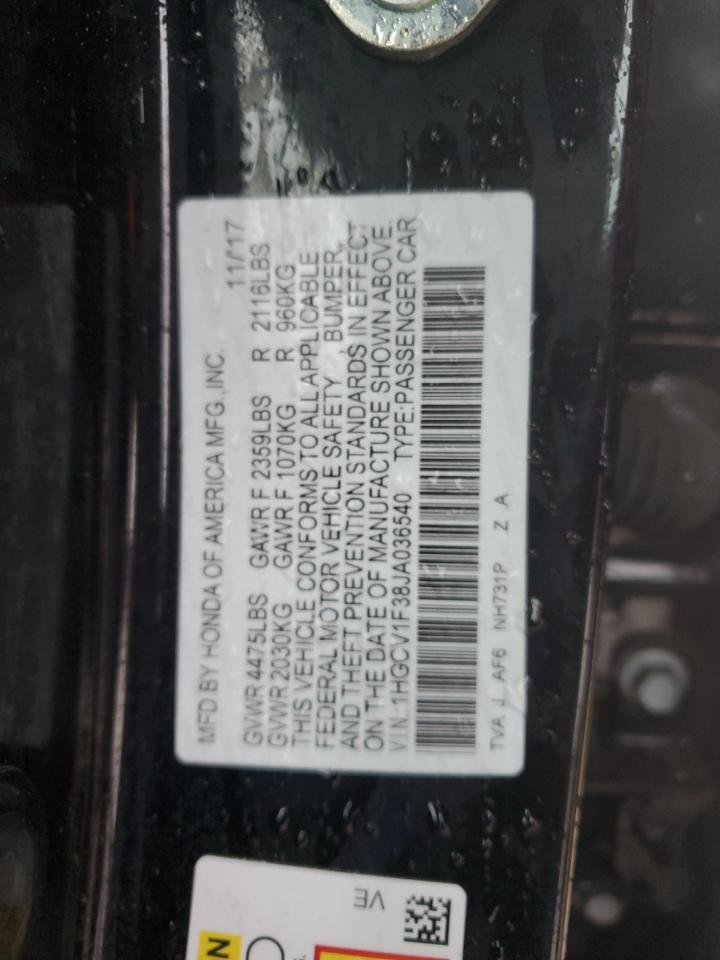 MFD BY HONDA OF AMERICA MFG.,INC. 11/'17
GVWR 4475LBS GAWR F 2359LBS R 2116LBS
GVWR 2030KG GAWR F 1070KG R 960KG
THIS VEHICLE CONFORMS TO ALL APPLICABLE
FEDERAL MOTOR VEHICLE SAFETY , BUMPER,
AND THEFT PREVENTION STANDARDS IN EFFECT
ON THE DATE OF MANUFACTURE SHOWN ABOVE.
V.I.N.:1HGCV1F38JA036540 TYPE:PASSENGER CAR
TVA J AF6 NH731P Z A
VE